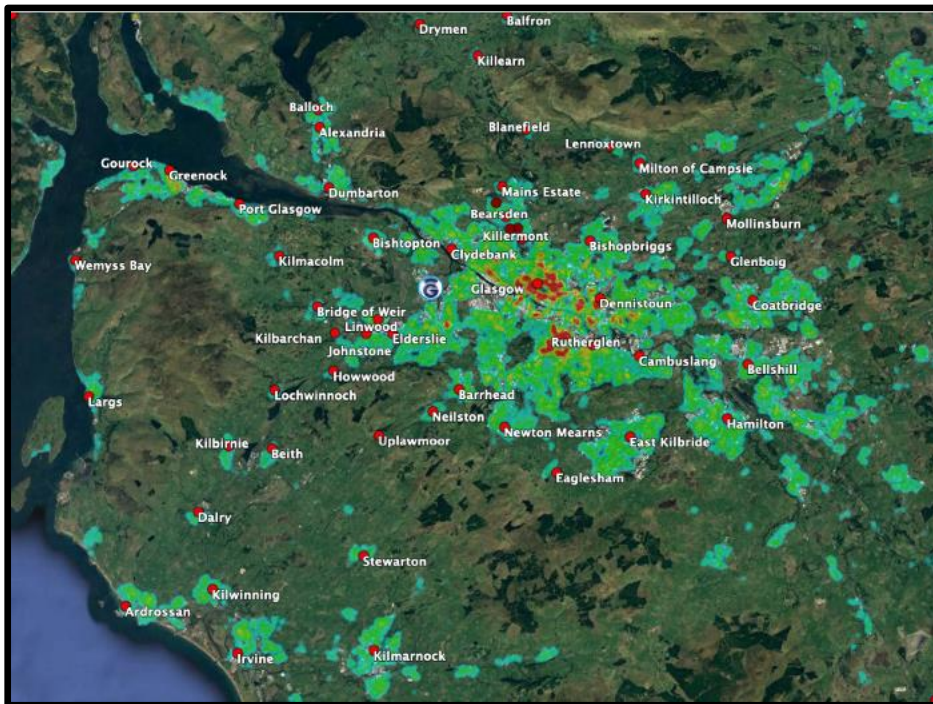 Balfron
Drymen
Killearn
Balloch
Alexandria
Blanefield
Lennoxtown
Gourock
Greenock
Milton of Campsie
Dumbarton
Mains Estate
Kirkintilloch
Port Glasgow
Bearsden
Mollinsburn
Bishtopton
Killermont
Bishopbriggs
Clydebank
Wemyss Bay
Kilmacolm
Glenboig
G
Glasgow
Dennistoun
Coatbridge
Bridge of Weir
Linwood
Kilbarchan
Elderslie
Johnstone
Rutherglen
Cambuslang
Bellshill
Howwood
Lochwinnoch
Barrhead
Largs
Neilston
Hamilton
Newton Mearns
East Kilbride
Uplawmoor
Kilbirnie
Beith
Eaglesham
Dalry
Stewarton
Kilwinning
Ardrossan
Irvine
Kilmarnock